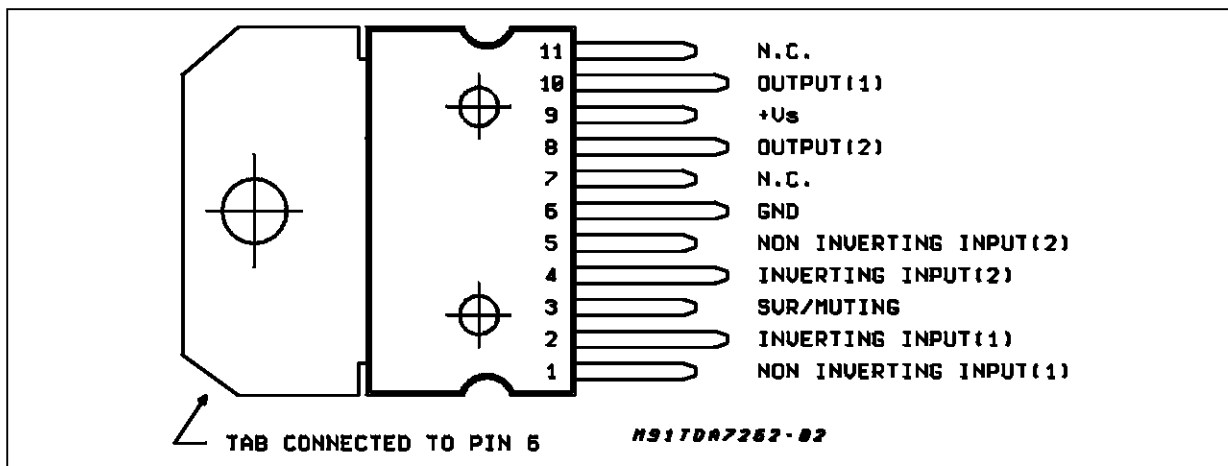 11 N.C.
10 OUTPUT(1)
9 +Vs
8 OUTPUT(2)
7 N.C.
6 GND
5 NON INVERTING INPUT(2)
4 INVERTING INPUT(2)
3 SVR/MUTING
2 INVERTING INPUT(1)
1 NON INVERTING INPUT(1)
TAB CONNECTED TO PIN 6
M91TDA7262-02